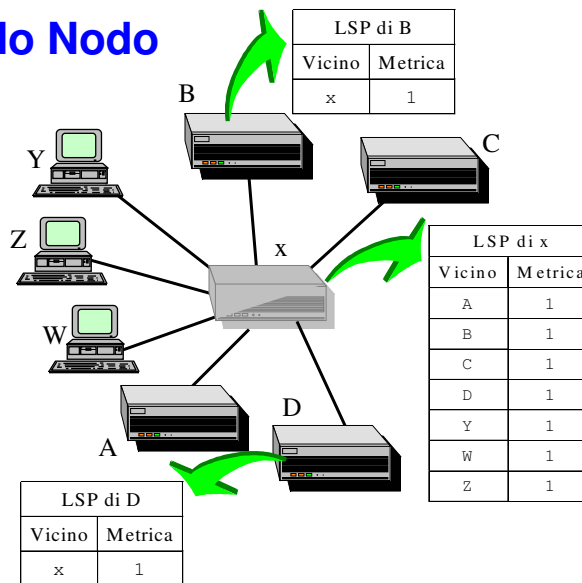 lo Nodo
LSP di B
Vicino Metrica
x 1
B
C
Y
Z
W
x
LSP di x
Vicino Metrica
A 1
B 1
C 1
D 1
Y 1
W 1
Z 1
A
D
LSP di D
Vicino Metrica
x 1